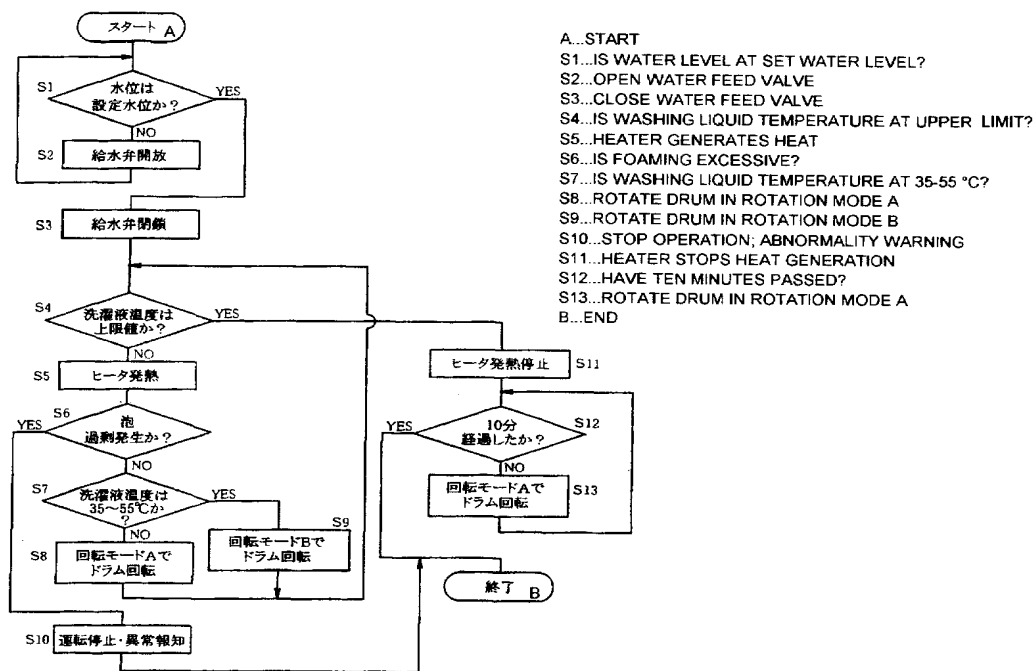 スタート A
S1
水位は
設定水位か?
YES
NO
S2
給水弁開放
S3
給水弁閉鎖
S4
洗濯液温度は
上限値か?
YES
NO
S5
ヒータ発熱
S6
YES
泡
過剰発生か?
NO
S7
洗濯液温度は
35~55℃か
?
YES
NO
S8
回転モードAで
ドラム回転
S9
回転モードBで
ドラム回転
S10
運転停止・異常報知
ヒータ発熱停止
S11
YES
10分
経過したか?
S12
NO
回転モードAで
ドラム回転
S13
終了 B
A...START
S1...IS WATER LEVEL AT SET WATER LEVEL?
S2...OPEN WATER FEED VALVE
S3...CLOSE WATER FEED VALVE
S4...IS WASHING LIQUID TEMPERATURE AT UPPER LIMIT?
S5...HEATER GENERATES HEAT
S6...IS FOAMING EXCESSIVE?
S7...IS WASHING LIQUID TEMPERATURE AT 35-55 °C?
S8...ROTATE DRUM IN ROTATION MODE A
S9...ROTATE DRUM IN ROTATION MODE B
S10...STOP OPERATION; ABNORMALITY WARNING
S11...HEATER STOPS HEAT GENERATION
S12...HAVE TEN MINUTES PASSED?
S13...ROTATE DRUM IN ROTATION MODE A
B...END